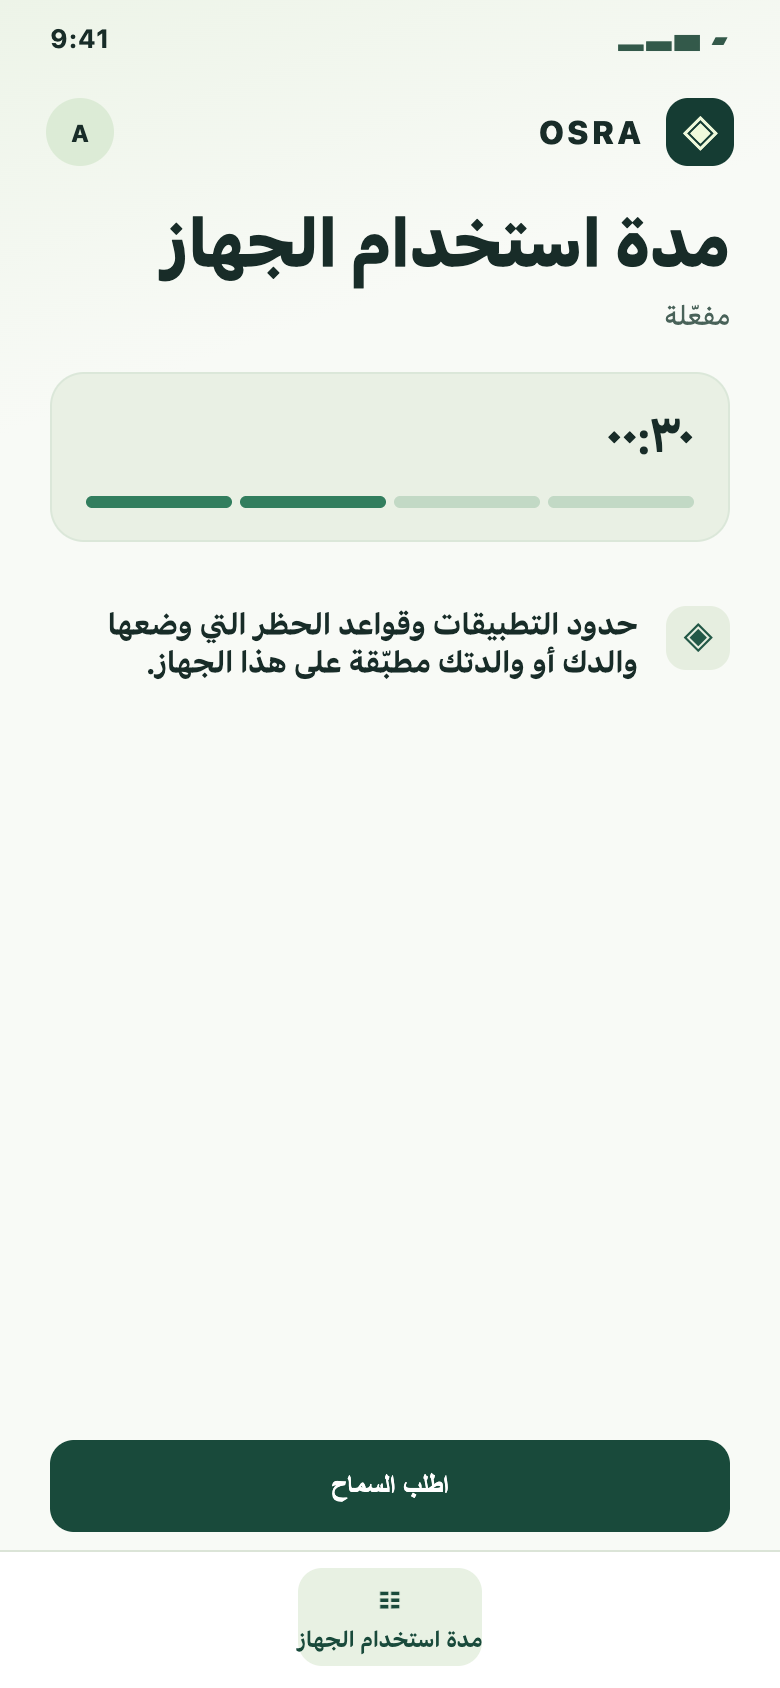 9:41
OSRA
A
مدة استخدام الجهاز
مفعّلة
٠٠:٣٠
حدود التطبيقات وقواعد الحظر التي وضعها
والدك أو والدتك مطبّقة على هذا الجهاز.
اطلب السماح
مدة استخدام الجهاز